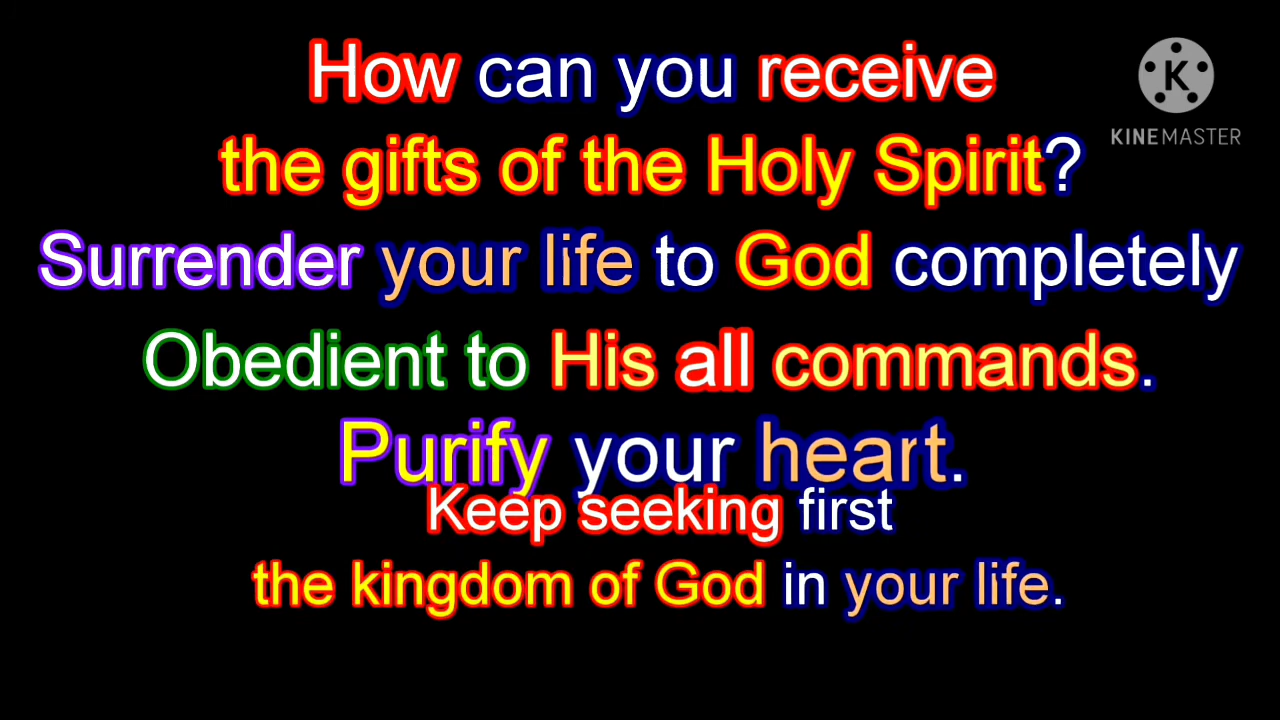 How can you receive
the gifts of the Holy Spirit?
Surrender your life to God completely
Obedient to His all commands.
Purify your heart.
Keep seeking first
the kingdom of God in your life.
K
KINEMASTER